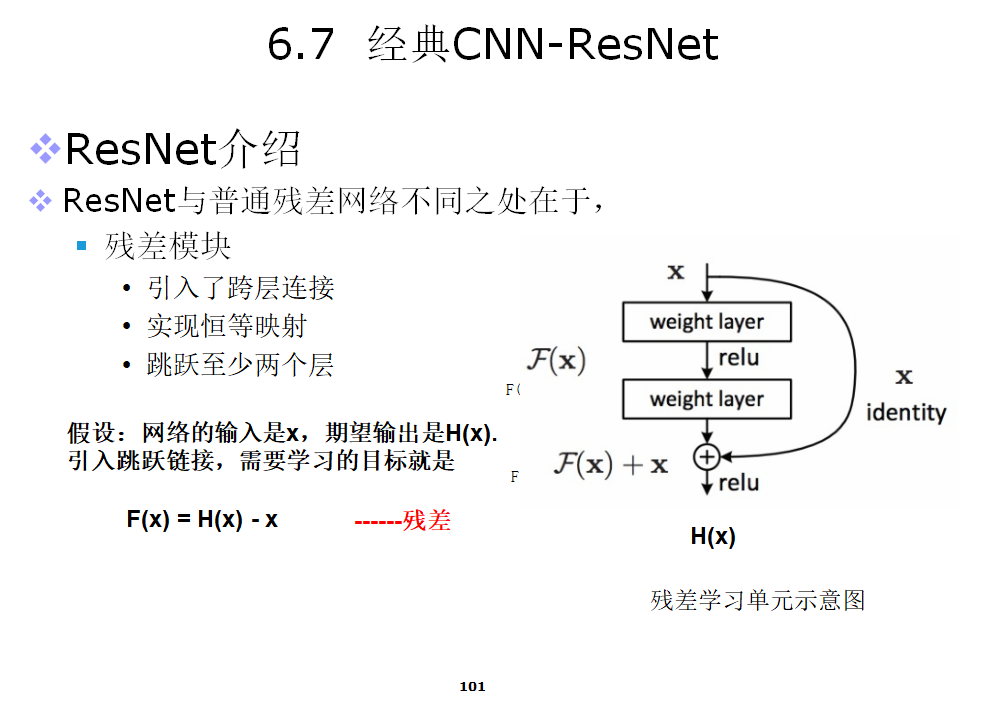 6.7 经典CNN-ResNet
ResNet介绍
ResNet与普通残差网络不同之处在于，
残差模块
引入了跨层连接
实现恒等映射
跳跃至少两个层
假设：网络的输入是x，期望输出是H(x).
引入跳跃链接，需要学习的目标就是
F(x) = H(x) - x ------残差
x
weight layer
F(x)
relu
F(
weight layer
x
identity
F(x) + x
+
F
relu
H(x)
残差学习单元示意图
101